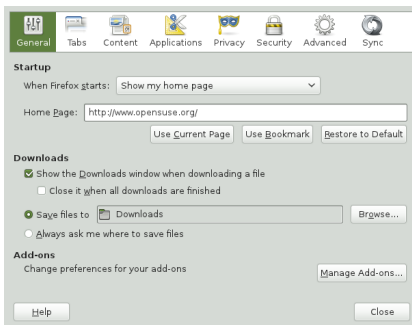 General Tabs Content Applications Privacy Security Advanced Sync
Startup
When Firefox starts: Show my home page
Home Page: http://www.opensuse.org/
Use Current Page Use Bookmark Restore to Default
Downloads
Show the Downloads window when downloading a file
Close it when all downloads are finished
Save files to Downloads Browse...
Always ask me where to save files
Add-ons
Change preferences for your add-ons
Manage Add-ons...
Help Close